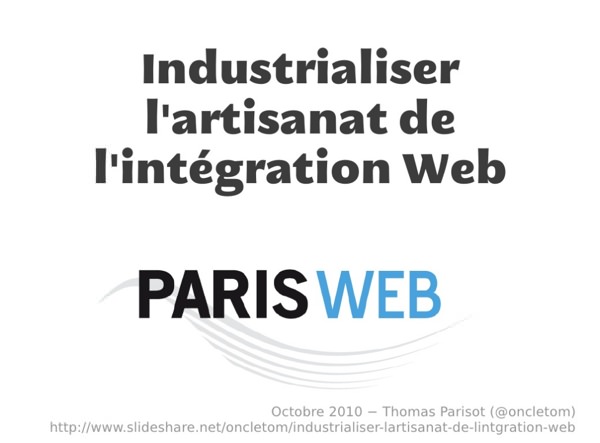 Industrialiser
l'artisanat de
l'intégration Web
PARIS WEB
Octobre 2010 − Thomas Parisot (@oncletom)
http://www.slideshare.net/oncletom/industrialiser-lartisanat-de-lintgration-web